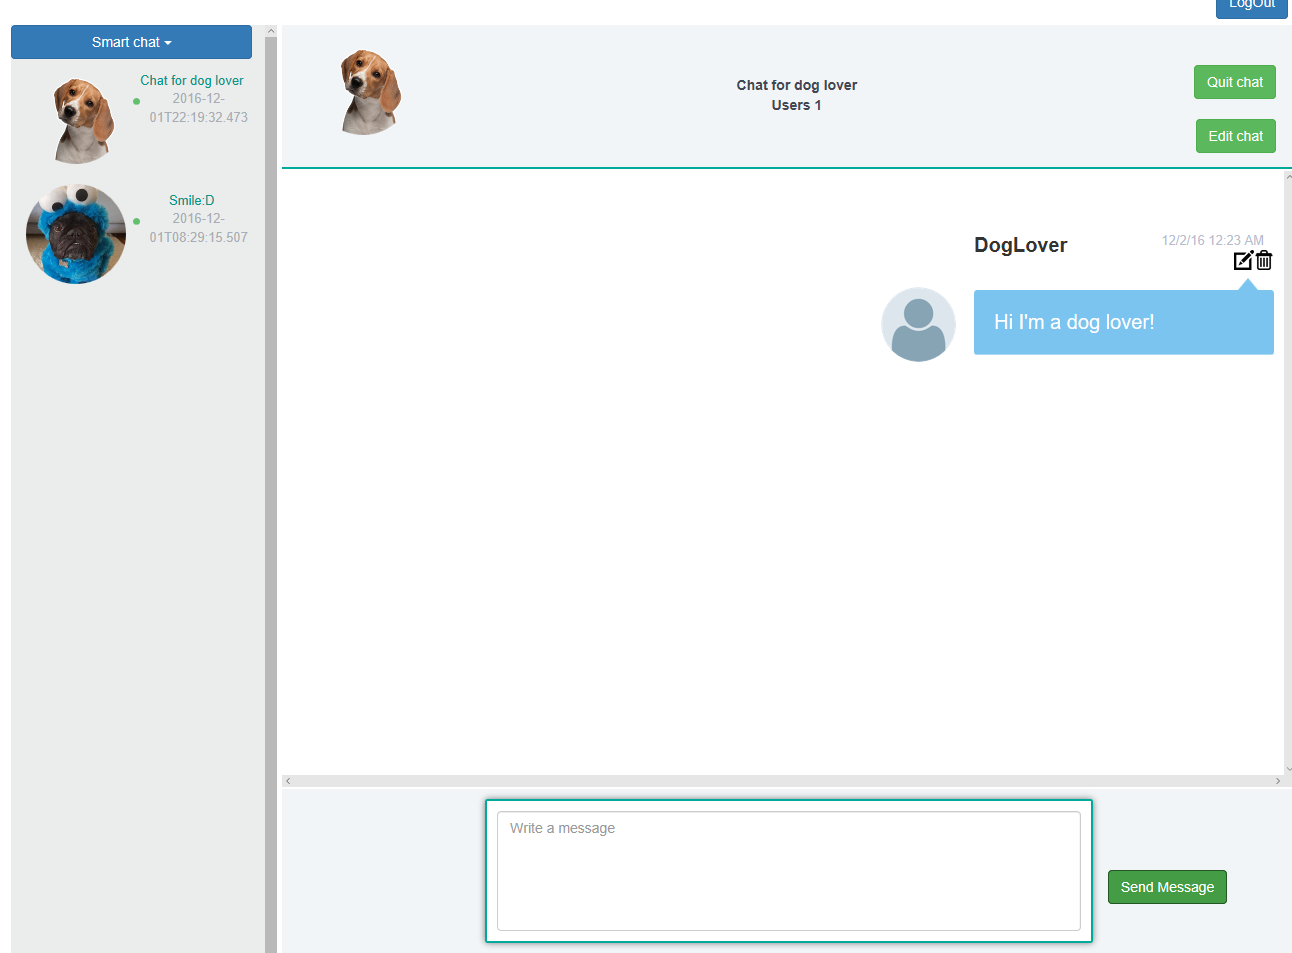 LogOut
Smart chat
Chat for dog lover
2016-12-
01T22:19:32.473
Smile:D
2016-12-
01T08:29:15.507
Chat for dog lover
Users 1
Quit chat
Edit chat
DogLover
12/2/16 12:23 AM
Hi I'm a dog lover!
Write a message
Send Message